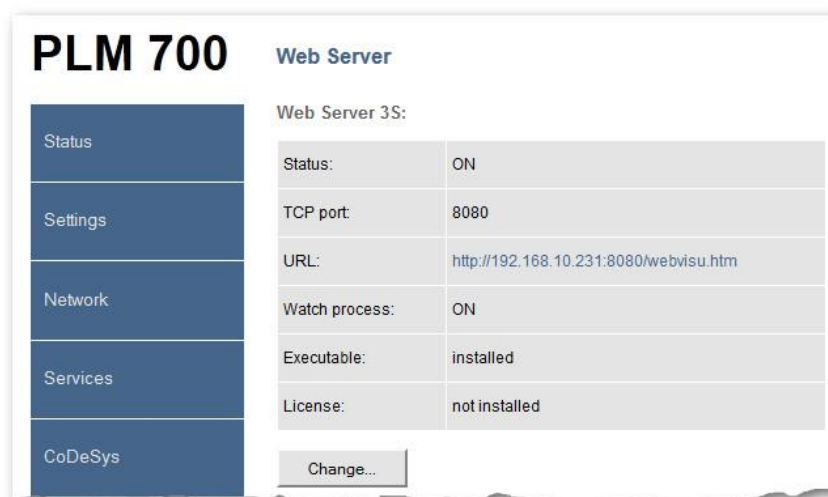 PLM 700
Web Server
Status
Settings
Network
Services
CoDeSys
Web Server 3S:
Status: ON
TCP port: 8080
URL: http://192.168.10.231:8080/webvisu.htm
Watch process: ON
Executable: installed
License: not installed
Change...